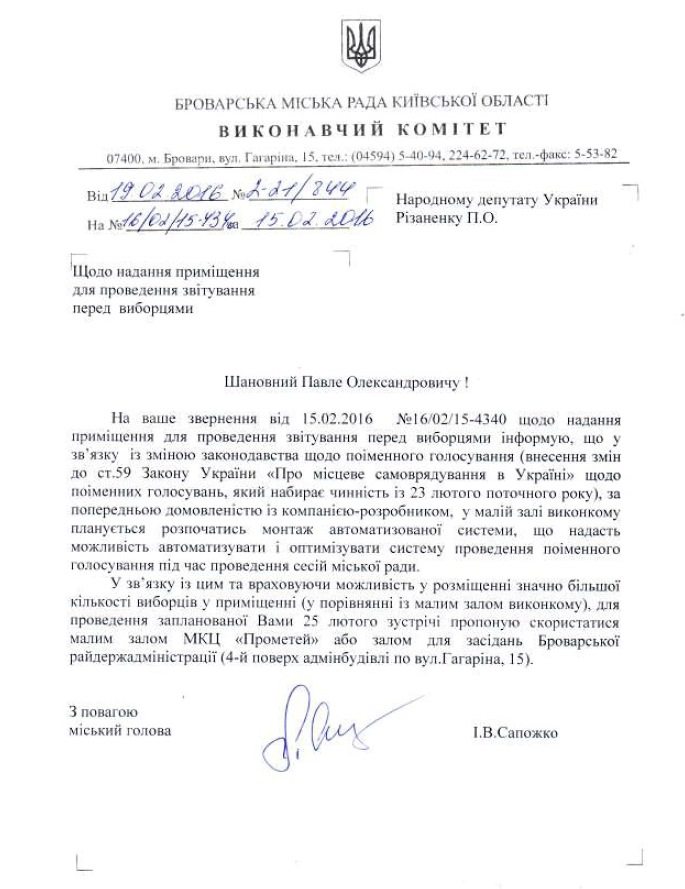 БРОВАРСЬКА МІСЬКА РАДА КИЇВСЬКОЇ ОБЛАСТІ
ВИКОНАВЧИЙ КОМІТЕТ
07400, м. Бровари, вул. Гагаріна, 15, тел.: (04594) 5-40-94, 224-62-72, тел.-факс: 5-53-82
Від 19.02.2016 № 2-21/844
На № 16/02/15-434 15.02.2016
Народному депутату України
Різаненку П.О.
Щодо надання приміщення
для проведення звітування
перед виборцями
Шановний Павле Олександровичу !
На ваше звернення від 15.02.2016 №16/02/15-4340 щодо надання
приміщення для проведення звітування перед виборцями інформую, що у
зв’язку із зміною законодавства щодо поіменного голосування (внесення змін
до ст.59 Закону України «Про місцеве самоврядування в Україні» щодо
поіменних голосувань, який набирає чинність із 23 лютого поточного року), за
попередньою домовленістю із компанією-розробником, у малій залі виконкому
планується розпочатись монтаж автоматизованої системи, що надасть
можливість автоматизувати і оптимізувати систему проведення поіменного
голосування під час проведення сесій міської ради.
У зв’язку із цим та враховуючи можливість у розміщенні значно більшої
кількості виборців у приміщенні (у порівнянні із малим залом виконкому), для
проведення запланованої Вами 25 лютого зустрічі пропоную скористатися
малим залом МКЦ «Прометей» або залом для засідань Броварської
райдержадміністрації (4-й поверх адмінбудівлі по вул.Гагаріна, 15).
З повагою
міський голова
І.В.Сапожко